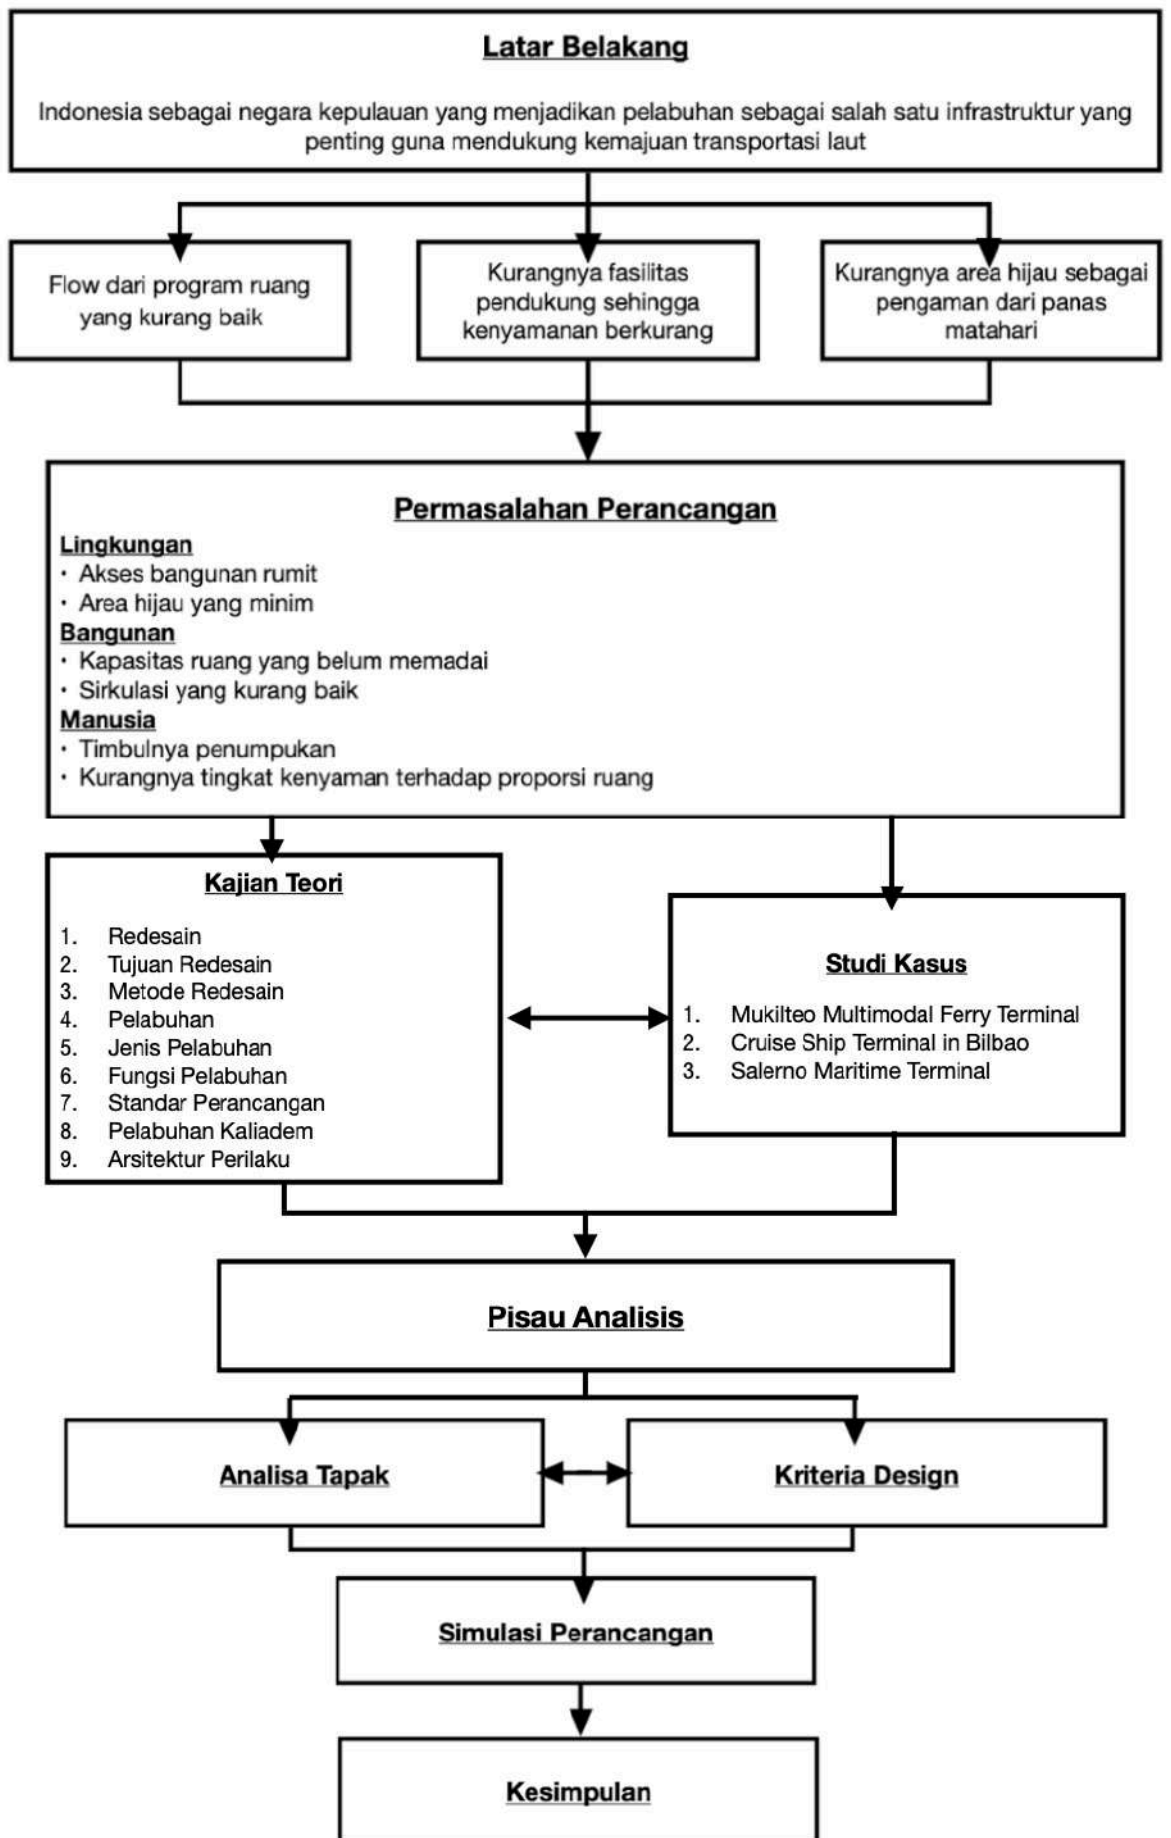 Latar Belakang
Indonesia sebagai negara kepulauan yang menjadikan pelabuhan sebagai salah satu infrastruktur yang
penting guna mendukung kemajuan transportasi laut
Flow dari program ruang
yang kurang baik
Kurangnya fasilitas
pendukung sehingga
kenyamanan berkurang
Kurangnya area hijau sebagai
pengaman dari panas
matahari
Permasalahan Perancangan
Lingkungan
• Akses bangunan rumit
• Area hijau yang minim
Bangunan
• Kapasitas ruang yang belum memadai
• Sirkulasi yang kurang baik
Manusia
• Timbulnya penumpukan
• Kurangnya tingkat kenyaman terhadap proporsi ruang
Kajian Teori
1. Redesain
2. Tujuan Redesain
3. Metode Redesain
4. Pelabuhan
5. Jenis Pelabuhan
6. Fungsi Pelabuhan
7. Standar Perancangan
8. Pelabuhan Kaliadem
9. Arsitektur Perilaku
Studi Kasus
1. Mukilteo Multimodal Ferry Terminal
2. Cruise Ship Terminal in Bilbao
3. Salerno Maritime Terminal
Pisau Analisis
Analisa Tapak
Kriteria Design
Simulasi Perancangan
Kesimpulan